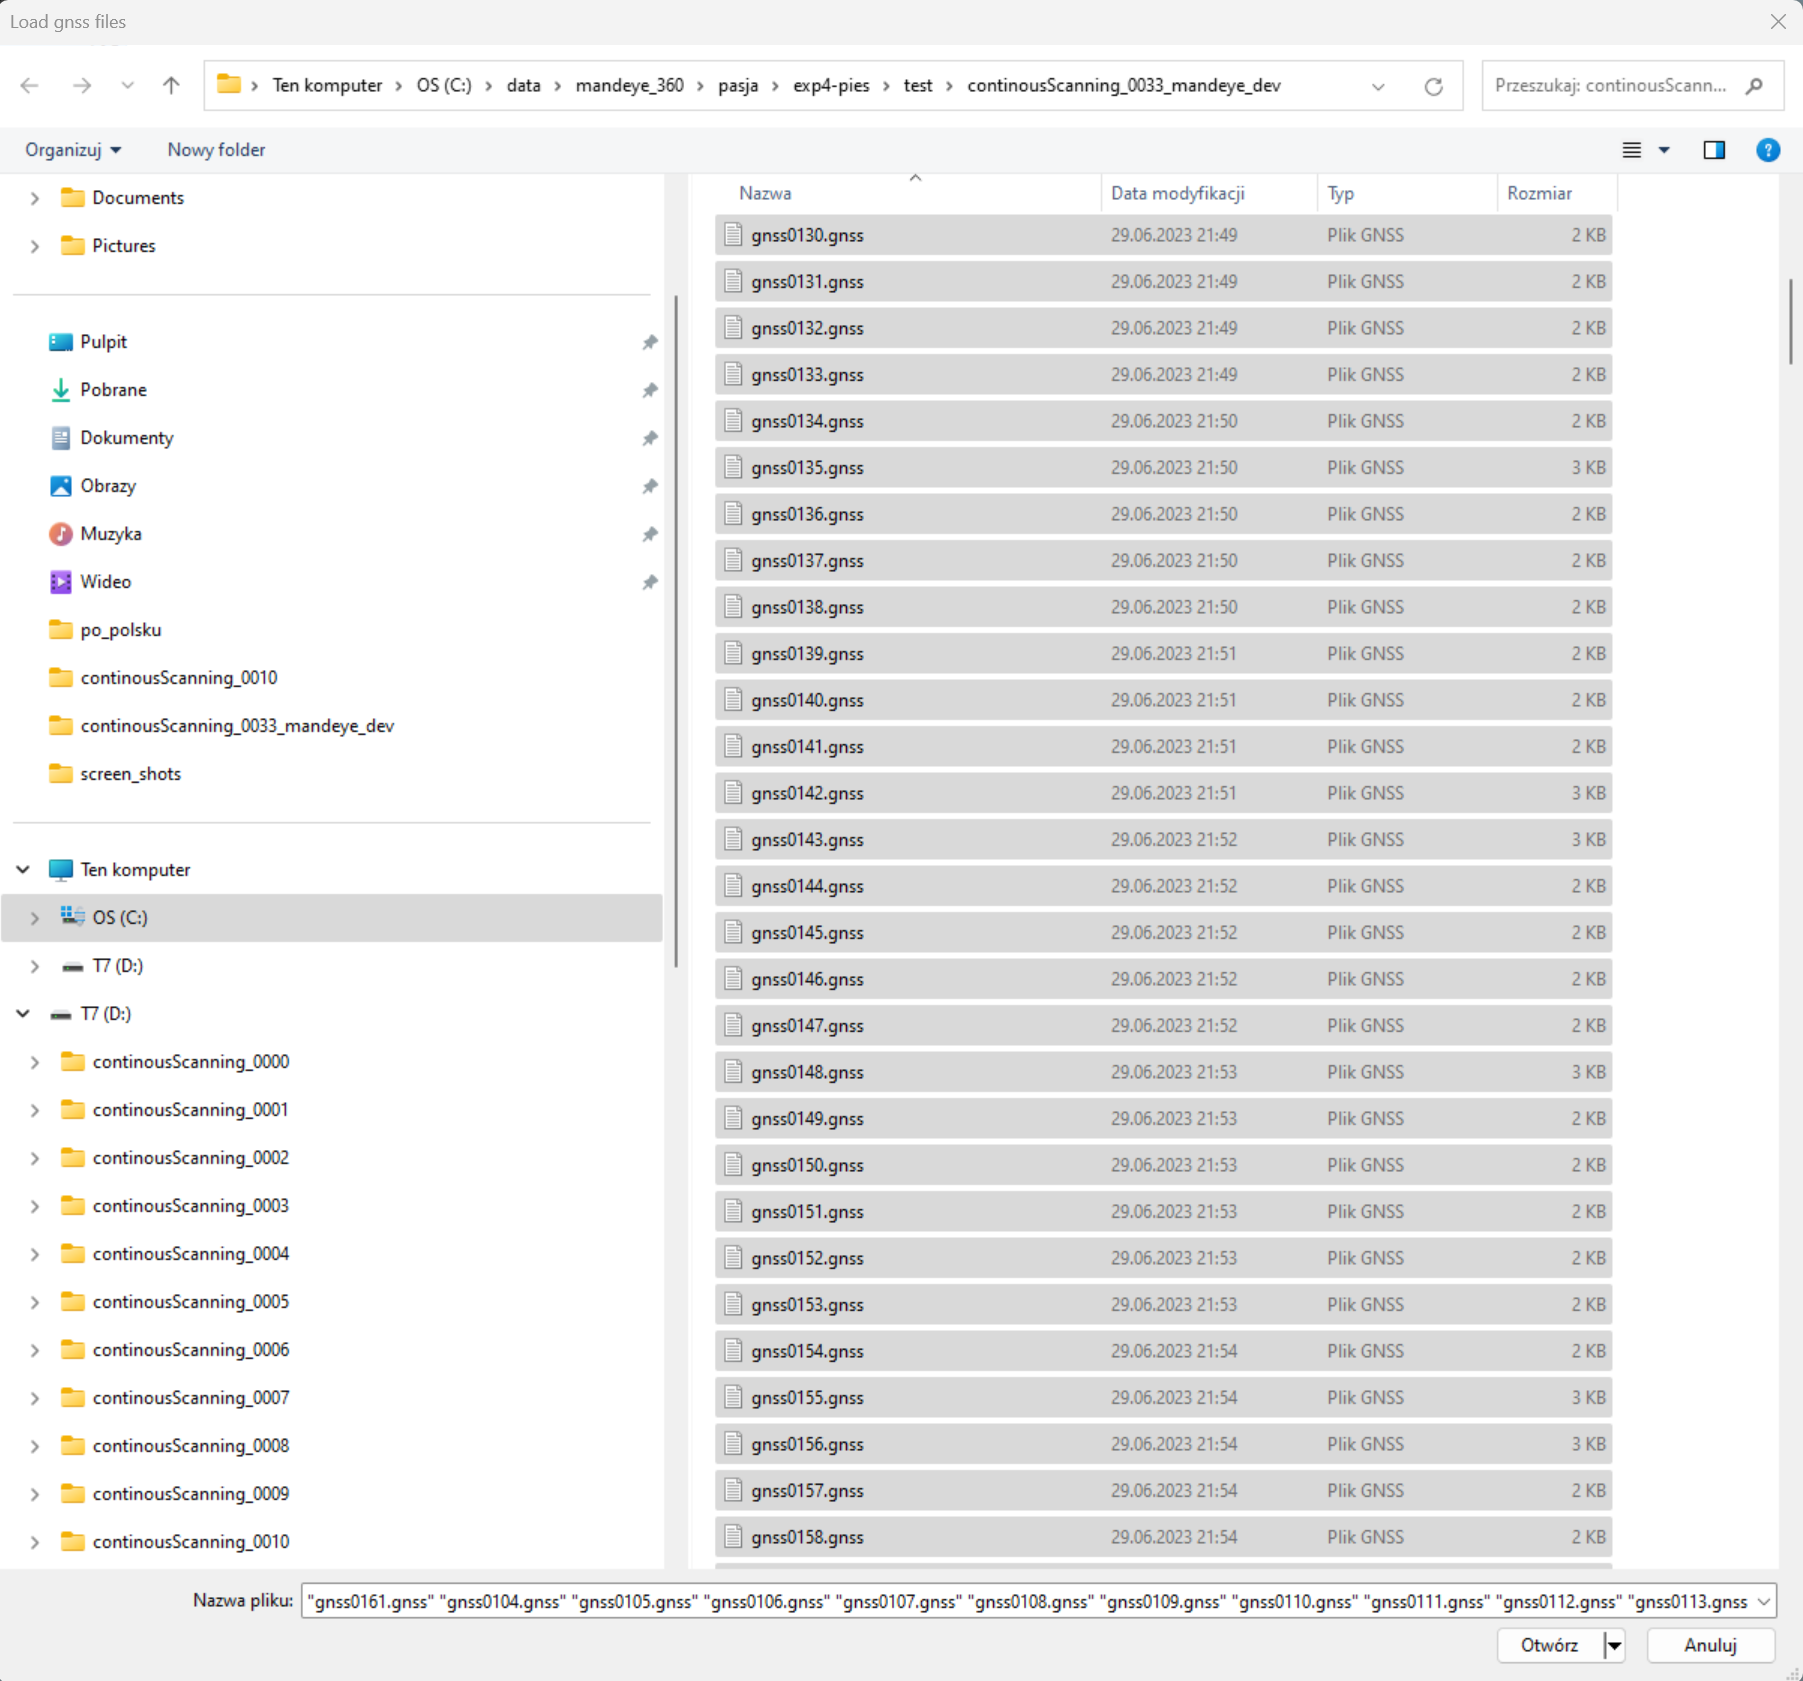 Load gnss files
Ten komputer > OS (C:) > data > mandeye_360 > pasja > exp4-pies > test > continousScanning_0033_mandeye_dev
Przeszukaj: continousScann...
Organizuj
Nowy folder
Documents
Pictures
Pulpit
Pobrane
Dokumenty
Obrazy
Muzyka
Wideo
po_polsku
continousScanning_0010
continousScanning_0033_mandeye_dev
screen_shots
Ten komputer
OS (C:)
T7 (D:)
T7 (D:)
continousScanning_0000
continousScanning_0001
continousScanning_0002
continousScanning_0003
continousScanning_0004
continousScanning_0005
continousScanning_0006
continousScanning_0007
continousScanning_0008
continousScanning_0009
continousScanning_0010
Nazwa Data modyfikacji Typ Rozmiar
gnss0130.gnss 29.06.2023 21:49 Plik GNSS 2 KB
gnss0131.gnss 29.06.2023 21:49 Plik GNSS 2 KB
gnss0132.gnss 29.06.2023 21:49 Plik GNSS 2 KB
gnss0133.gnss 29.06.2023 21:49 Plik GNSS 2 KB
gnss0134.gnss 29.06.2023 21:50 Plik GNSS 2 KB
gnss0135.gnss 29.06.2023 21:50 Plik GNSS 3 KB
gnss0136.gnss 29.06.2023 21:50 Plik GNSS 2 KB
gnss0137.gnss 29.06.2023 21:50 Plik GNSS 2 KB
gnss0138.gnss 29.06.2023 21:50 Plik GNSS 2 KB
gnss0139.gnss 29.06.2023 21:51 Plik GNSS 2 KB
gnss0140.gnss 29.06.2023 21:51 Plik GNSS 2 KB
gnss0141.gnss 29.06.2023 21:51 Plik GNSS 2 KB
gnss0142.gnss 29.06.2023 21:51 Plik GNSS 3 KB
gnss0143.gnss 29.06.2023 21:52 Plik GNSS 3 KB
gnss0144.gnss 29.06.2023 21:52 Plik GNSS 2 KB
gnss0145.gnss 29.06.2023 21:52 Plik GNSS 2 KB
gnss0146.gnss 29.06.2023 21:52 Plik GNSS 2 KB
gnss0147.gnss 29.06.2023 21:52 Plik GNSS 2 KB
gnss0148.gnss 29.06.2023 21:53 Plik GNSS 3 KB
gnss0149.gnss 29.06.2023 21:53 Plik GNSS 2 KB
gnss0150.gnss 29.06.2023 21:53 Plik GNSS 2 KB
gnss0151.gnss 29.06.2023 21:53 Plik GNSS 2 KB
gnss0152.gnss 29.06.2023 21:53 Plik GNSS 2 KB
gnss0153.gnss 29.06.2023 21:53 Plik GNSS 2 KB
gnss0154.gnss 29.06.2023 21:54 Plik GNSS 2 KB
gnss0155.gnss 29.06.2023 21:54 Plik GNSS 3 KB
gnss0156.gnss 29.06.2023 21:54 Plik GNSS 3 KB
gnss0157.gnss 29.06.2023 21:54 Plik GNSS 2 KB
gnss0158.gnss 29.06.2023 21:54 Plik GNSS 2 KB
Nazwa pliku: "gnss0161.gnss" "gnss0104.gnss" "gnss0105.gnss" "gnss0106.gnss" "gnss0107.gnss" "gnss0108.gnss" "gnss0109.gnss" "gnss0110.gnss" "gnss0111.gnss" "gnss0112.gnss" "gnss0113.gnss
Otwórz Anuluj